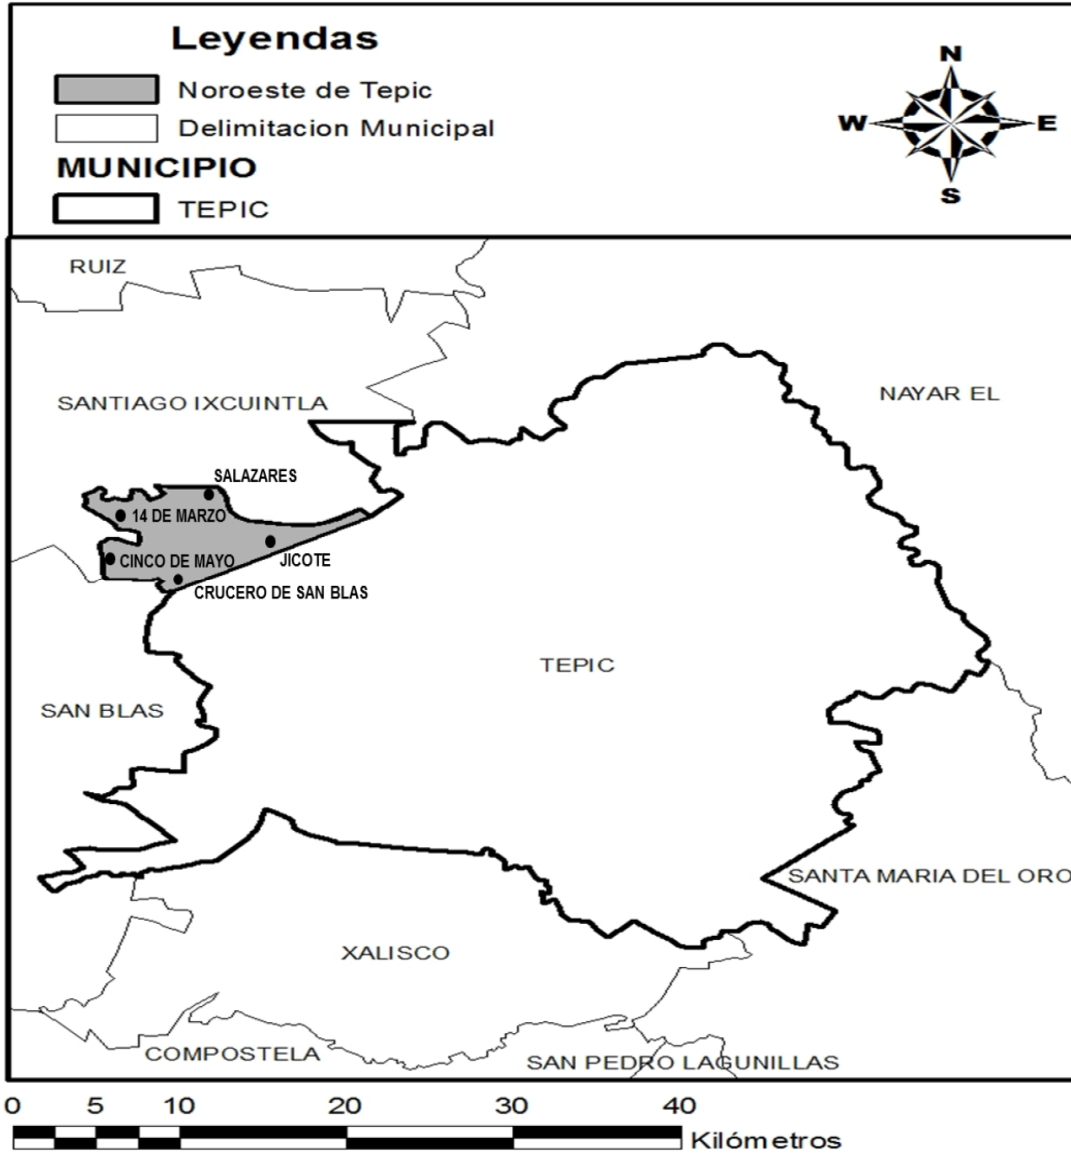 Leyendas
N
Noroeste de Tepic
W
E
Delimitacion Municipal
MUNICIPIO
S
TEPIC
RUIZ
NAYAR EL
SANTIAGO IXCUINTLA
SALAZARES
14 DE MARZO
CINCO DE MAYO
JICOTE
CRUCERO DE SAN BLAS
TEPIC
SAN BLAS
SANTA MARIA DEL ORO
XALISCO
COMPOSTELA
SAN PEDRO LAGUNILLAS
0 5 10 20 30 40
Kilómetros